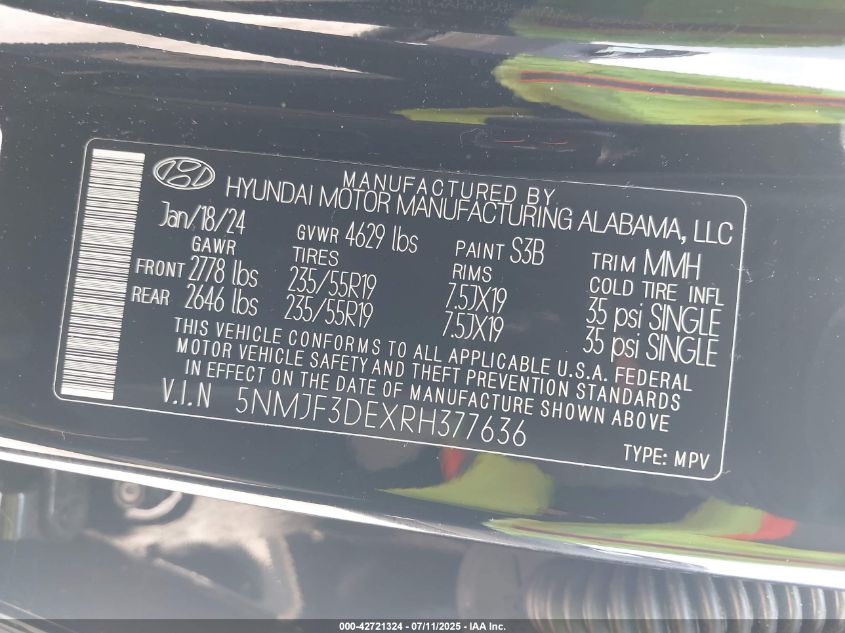 MANUFACTURED BY
HYUNDAI MOTOR MANUFACTURING ALABAMA, LLC
Jan/18/24 GVWR 4629 lbs PAINT S3B TRIM MMH
GAWR TIRES RIMS COLD TIRE INFL
FRONT 2778 lbs 235/55R19 7.5JX19 35 psi SINGLE
REAR 2646 lbs 235/55R19 7.5JX19 35 psi SINGLE
THIS VEHICLE CONFORMS TO ALL APPLICABLE U.S.A. FEDERAL
MOTOR VEHICLE SAFETY AND THEFT PREVENTION STANDARDS
IN EFFECT ON THE DATE OF MANUFACTURE SHOWN ABOVE
V.I.N 5NMJF3DEXRH377636
TYPE: MPV
000-42721324 - 07/11/2025 - IAA Inc.